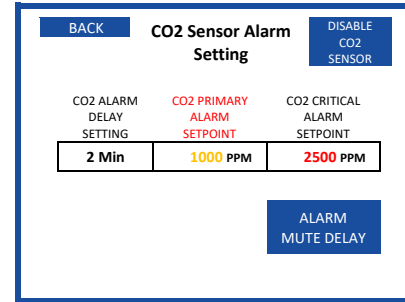 BACK
CO2 Sensor Alarm
Setting
DISABLE
CO2
SENSOR
CO2 ALARM
DELAY
SETTING
CO2 PRIMARY
ALARM
SETPOINT
CO2 CRITICAL
ALARM
SETPOINT
2 Min
1000 PPM
2500 PPM
ALARM
MUTE DELAY